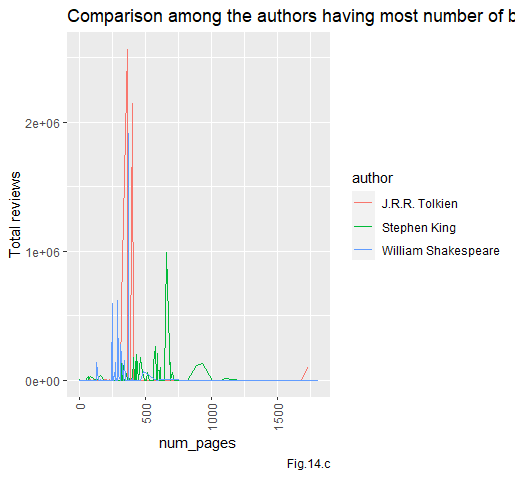 Comparison among the authors having most number of b
2e+06
1e+06
0e+00
Total reviews
0
500
1000
1500
num_pages
author
J.R.R. Tolkien
Stephen King
William Shakespeare
Fig.14.c